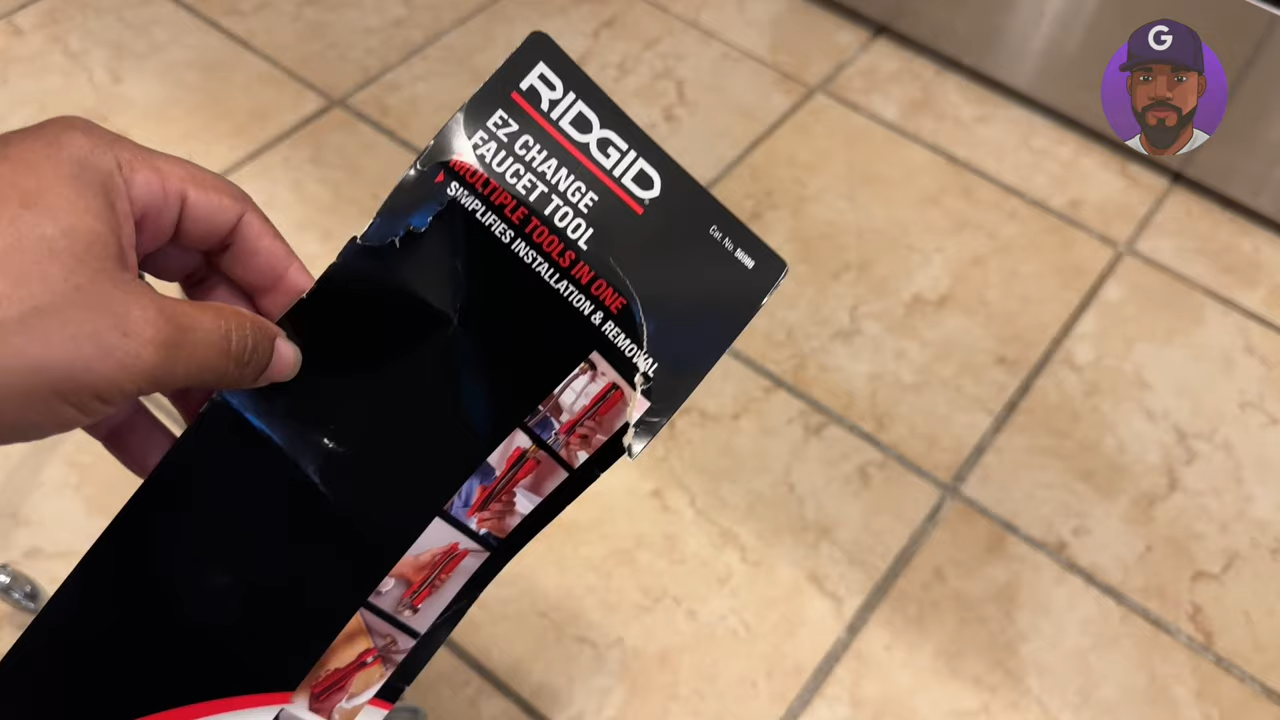 G
RIDGID
EZ CHANGE
FAUCET TOOL
MULTIPLE TOOLS IN ONE
SIMPLIFIES INSTALLATION & REMOVAL
Cat. No.